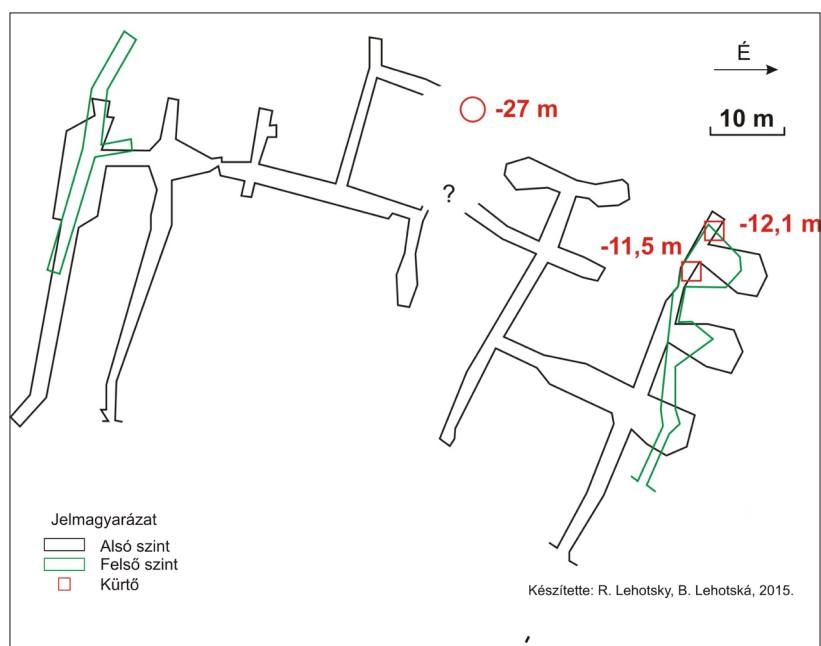 É
10 m
-27 m
?
-12,1 m
-11,5 m
Jelmagyarázat
Alsó szint
Felső szint
Kürtő
Készítette: R. Lehotsky, B. Lehotská, 2015.